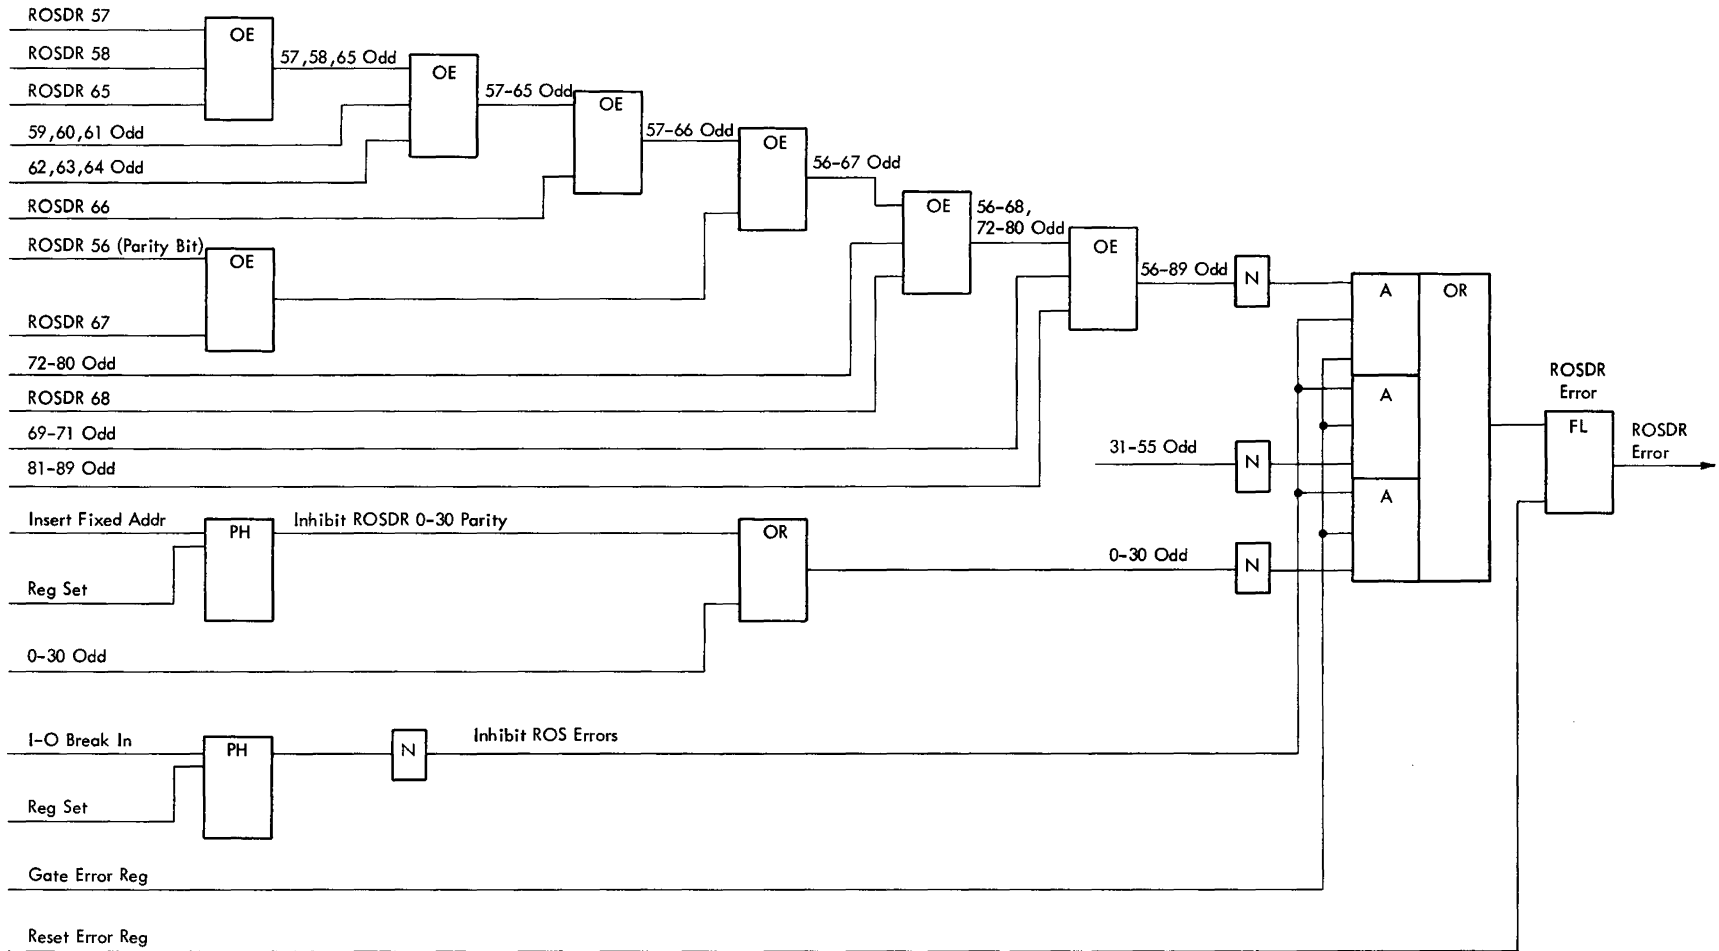 ROSDR 57
OE
ROSDR 58
57,58,65 Odd
OE
ROSDR 65
57-65 Odd
OE
59,60,61 Odd
57-66 Odd
OE
62,63,64 Odd
56-67 Odd
OE
ROSDR 66
56-68,
72-80 Odd
OE
ROSDR 56 (Parity Bit)
OE
56-89 Odd
N
A
OR
ROSDR 67
72-80 Odd
ROSDR
Error
ROSDR 68
A
FL
ROSDR
Error
69-71 Odd
31-55 Odd
N
81-89 Odd
A
Insert Fixed Addr
PH
Inhibit ROSDR 0-30 Parity
OR
0-30 Odd
N
Reg Set
0-30 Odd
I-O Break In
PH
N
Inhibit ROS Errors
Reg Set
Gate Error Reg
Reset Error Reg